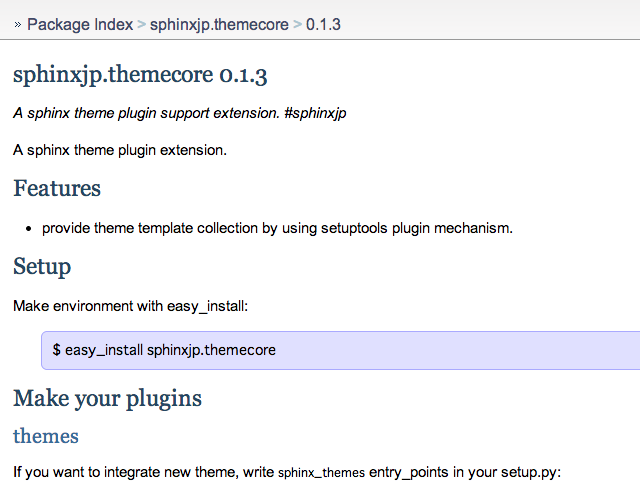 » Package Index > sphinxjp.themecore > 0.1.3
sphinxjp.themecore 0.1.3
A sphinx theme plugin support extension. #sphinxjp
A sphinx theme plugin extension.
Features
• provide theme template collection by using setuptools plugin mechanism.
Setup
Make environment with easy_install:
$ easy_install sphinxjp.themecore
Make your plugins
themes
If you want to integrate new theme, write sphinx_themes entry_points in your setup.py: